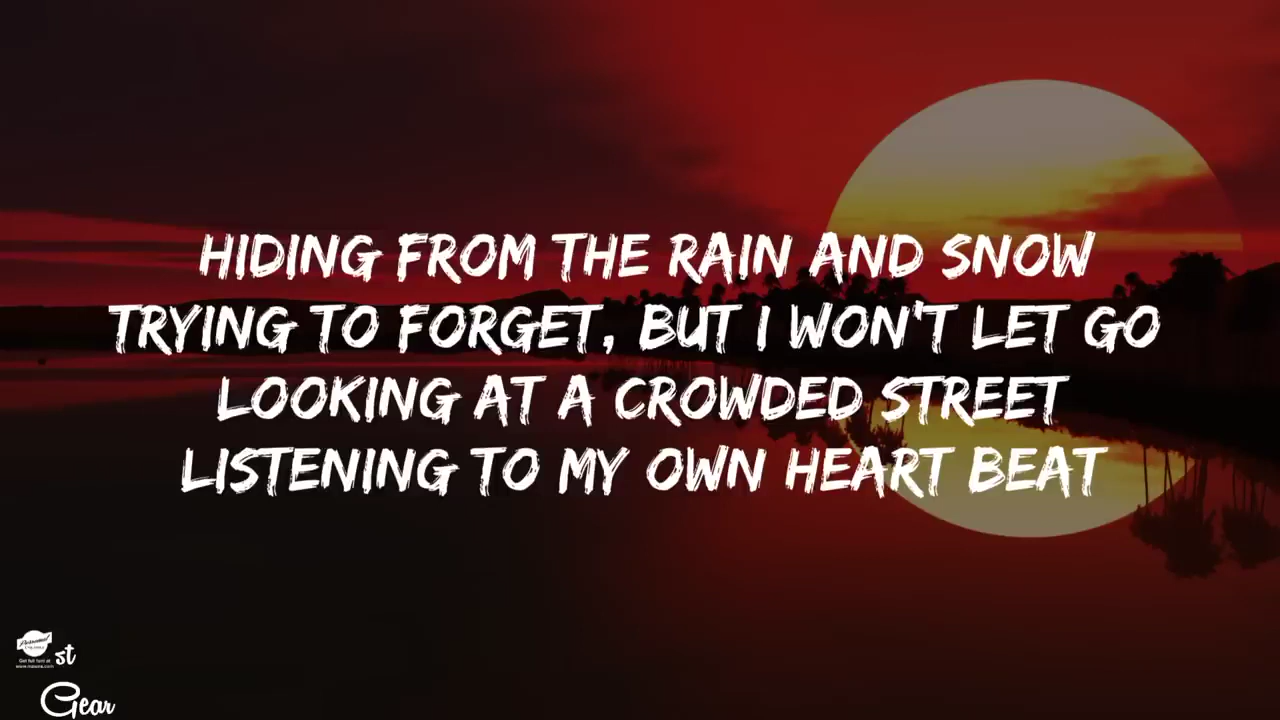 HIDING FROM THE RAIN AND SNOW
TRYING TO FORGET, BUT I WON'T LET GO
LOOKING AT A CROWDED STREET
LISTENING TO MY OWN HEART BEAT
st
Gear